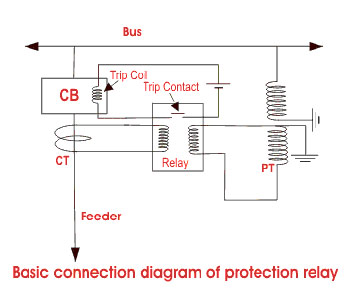 Bus
Trip Coil
CB
Trip Contact
CT
Relay
PT
Feeder
Basic connection diagram of protection relay